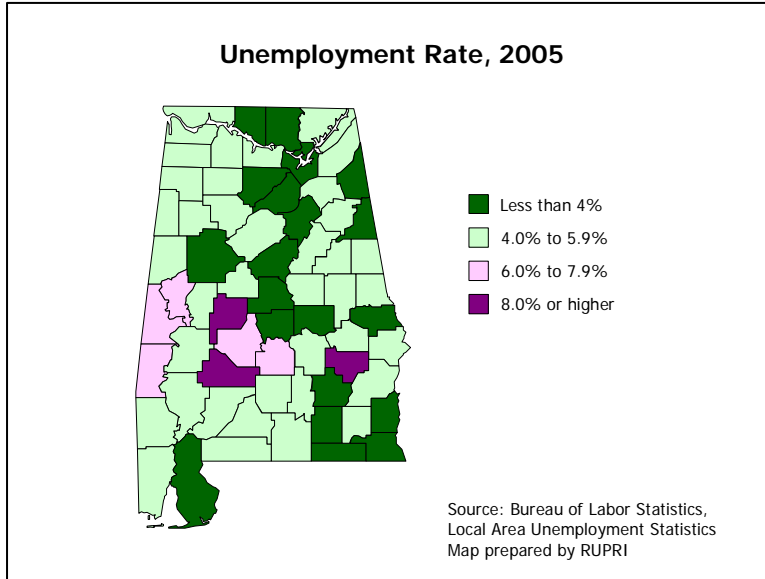 Unemployment Rate, 2005
Less than 4%
4.0% to 5.9%
6.0% to 7.9%
8.0% or higher
Source: Bureau of Labor Statistics,
Local Area Unemployment Statistics
Map prepared by RUPRI